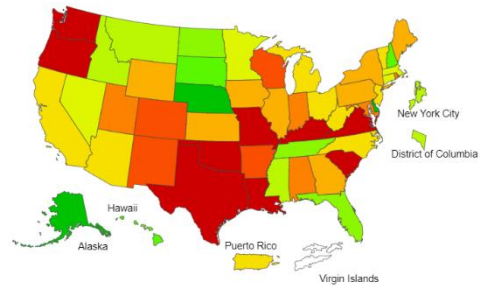 New York City
District of Columbia
Hawaii
Alaska
Puerto Rico
Virgin Islands